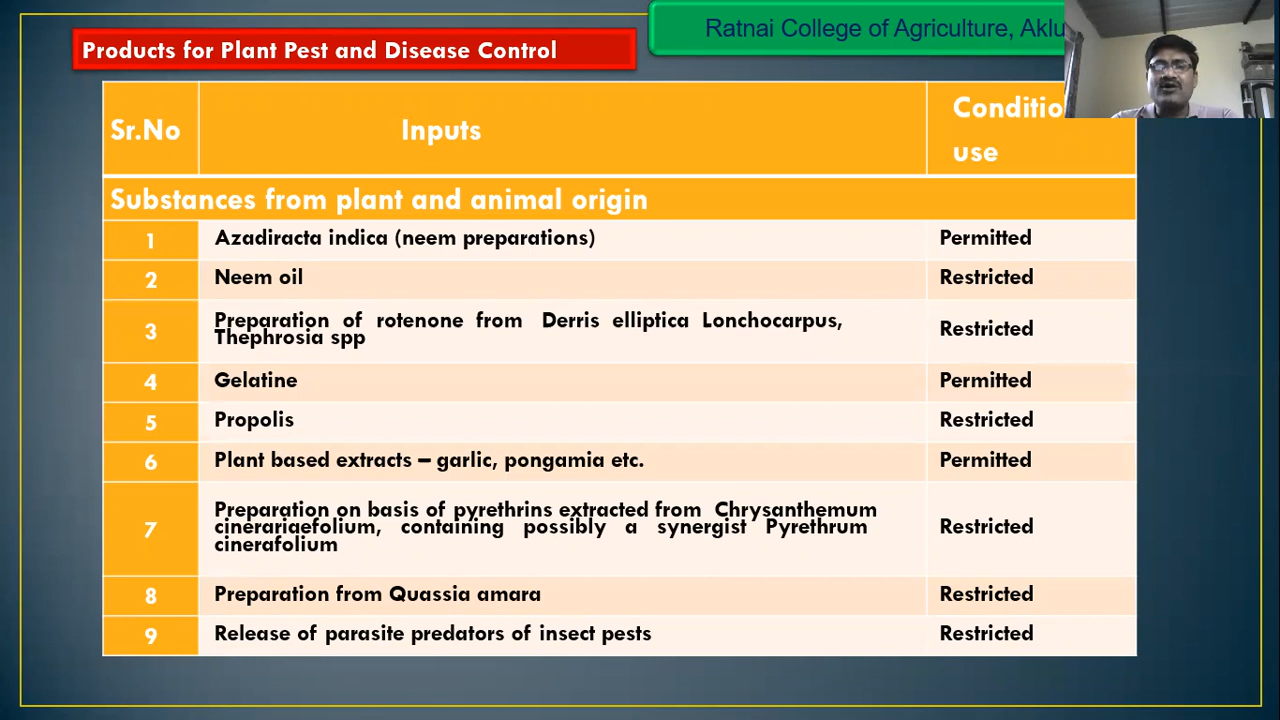 Ratnai College of Agriculture,
Products for Plant Pest and Disease Control
Sr.No Inputs
use
Substances from plant and animal origin
1 Azadiracta indica (neem preparations) Permitted
2 Neem oil Restricted
3 Preparation of rotenone from Derris elliptica Lonchocarpus,
Thephrosia spp Restricted
4 Gelatine Permitted
5 Propolis Restricted
6 Plant based extracts – garlic, pongamia etc. Permitted
7 Preparation on basis of pyrethrins extracted from Chrysanthemum
cinerariaefolium, containing possibly a synergist Pyrethrum
cinerafolium Restricted
8 Preparation from Quassia amara Restricted
9 Release of parasite predators of insect pests Restricted